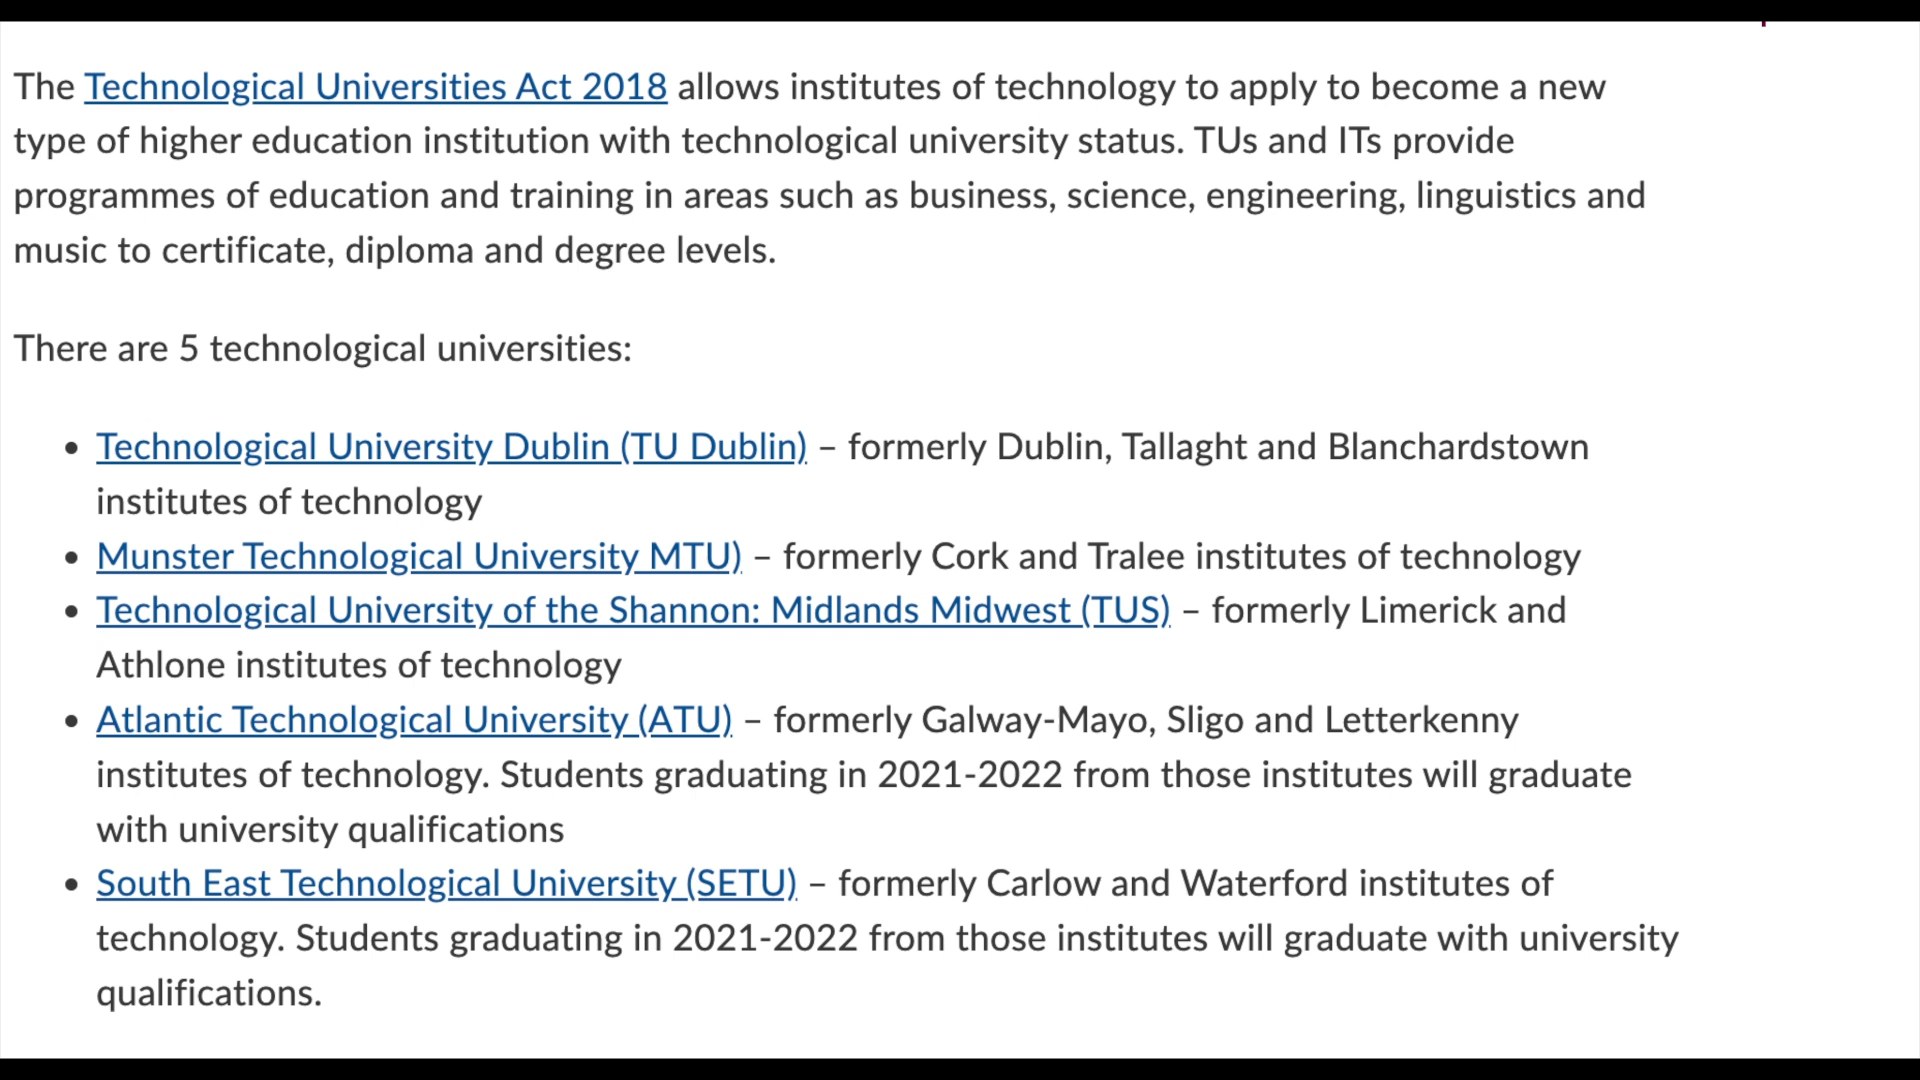 The Technological Universities Act 2018 allows institutes of technology to apply to become a new
type of higher education institution with technological university status. TUs and ITs provide
programmes of education and training in areas such as business, science, engineering, linguistics and
music to certificate, diploma and degree levels.
There are 5 technological universities:
• Technological University Dublin (TU Dublin) – formerly Dublin, Tallaght and Blanchardstown
institutes of technology
• Munster Technological University MTU) – formerly Cork and Tralee institutes of technology
• Technological University of the Shannon: Midlands Midwest (TUS) – formerly Limerick and
Athlone institutes of technology
• Atlantic Technological University (ATU) – formerly Galway-Mayo, Sligo and Letterkenny
institutes of technology. Students graduating in 2021-2022 from those institutes will graduate
with university qualifications
• South East Technological University (SETU) – formerly Carlow and Waterford institutes of
technology. Students graduating in 2021-2022 from those institutes will graduate with university
qualifications.